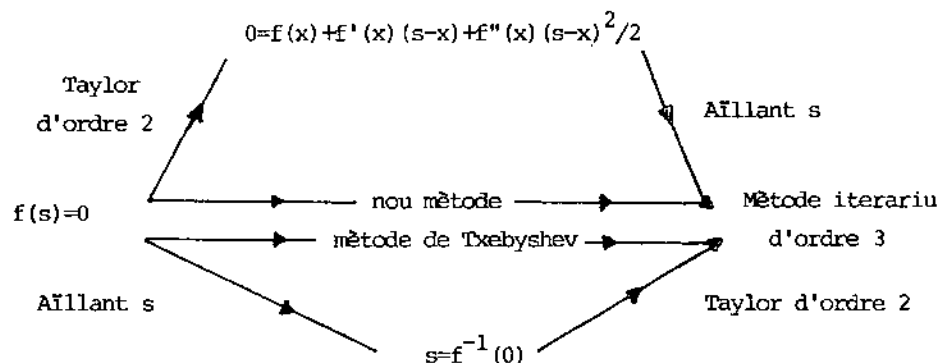 0=f(x)+f'(x)(s-x)+f"(x)(s-x)²/2
Taylor
d'ordre 2
Aïllant s
f(s)=0
nou mètode
Mètode iterariu
d'ordre 3
mètode de Txebyshev
Aïllant s
Taylor d'ordre 2
s=f⁻¹(0)